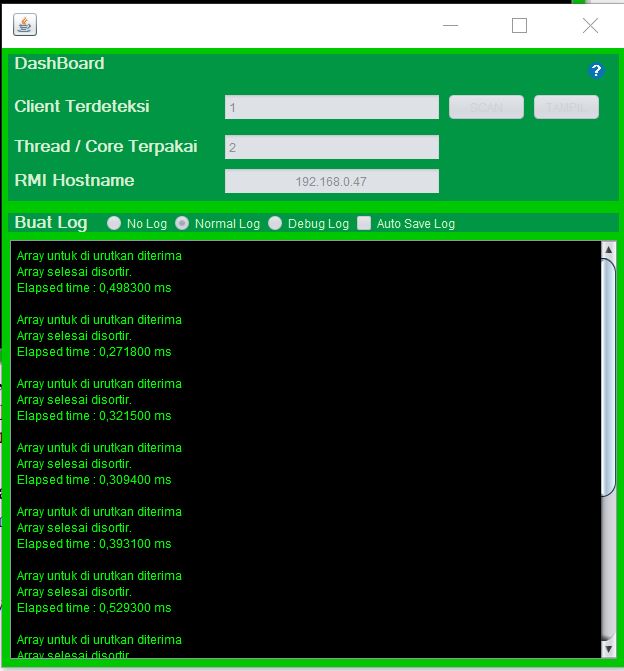 DashBoard
?
Client Terdeteksi 1 SCAN TAMPIL
Thread / Core Terpakai 2
RMI Hostname 192.168.0.47
Buat Log No Log Normal Log Debug Log Auto Save Log
Array untuk di urutkan diterima
Array selesai disortir.
Elapsed time : 0,498300 ms
Array untuk di urutkan diterima
Array selesai disortir.
Elapsed time : 0,271800 ms
Array untuk di urutkan diterima
Array selesai disortir.
Elapsed time : 0,321500 ms
Array untuk di urutkan diterima
Array selesai disortir.
Elapsed time : 0,309400 ms
Array untuk di urutkan diterima
Array selesai disortir.
Elapsed time : 0,393100 ms
Array untuk di urutkan diterima
Array selesai disortir.
Elapsed time : 0,529300 ms
Array untuk di urutkan diterima
Array selesai disortir.